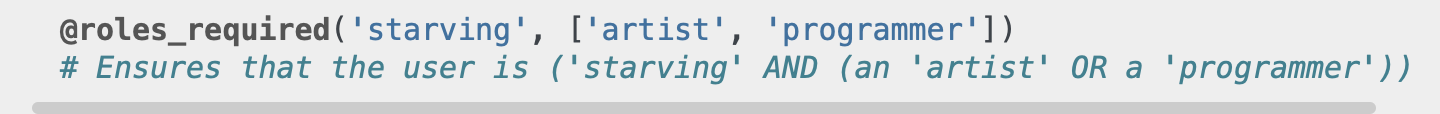 @roles_required('starving', ['artist', 'programmer'])
# Ensures that the user is ('starving' AND (an 'artist' OR a 'programmer'))